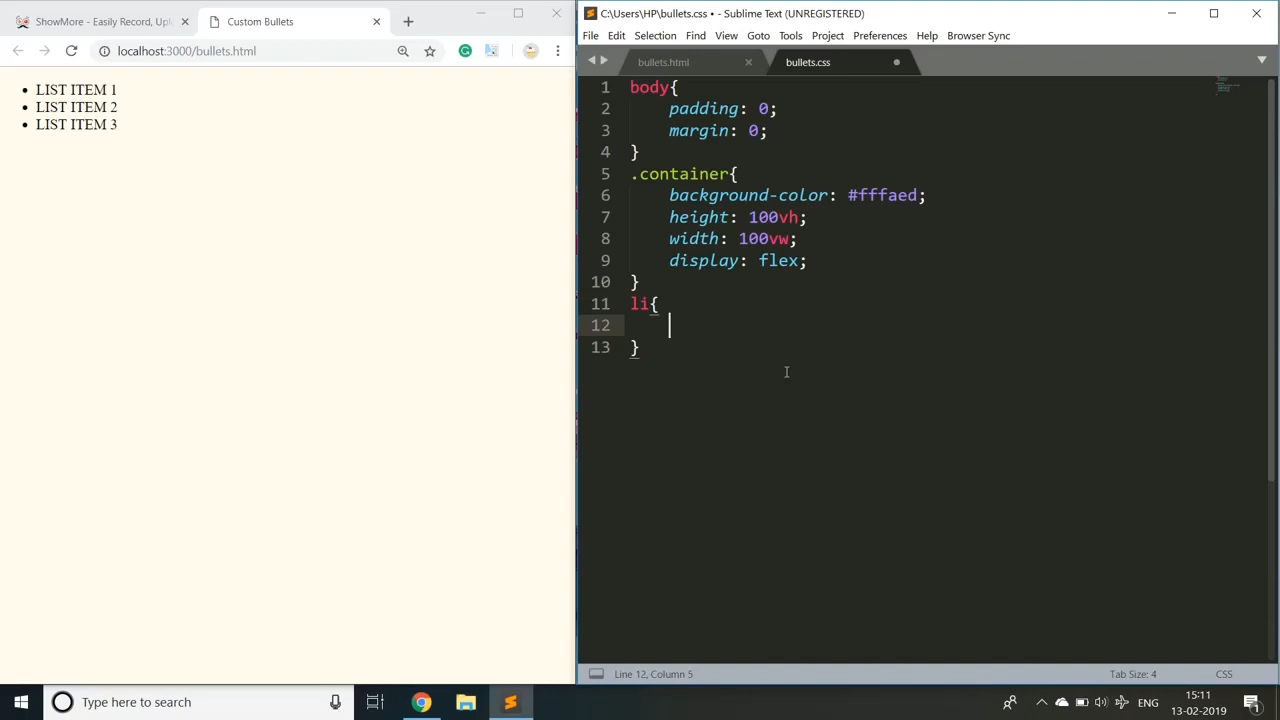 ShowMore - Easily Record, Uplo
Custom Bullets
localhost:3000/bullets.html
LIST ITEM 1
LIST ITEM 2
LIST ITEM 3
C:\Users\HP\bullets.css • - Sublime Text (UNREGISTERED)
File Edit Selection Find View Goto Tools Project Preferences Help Browser Sync
bullets.html
bullets.css
1 body{
2 padding: 0;
3 margin: 0;
4 }
5 .container{
6 background-color: #fffaed;
7 height: 100vh;
8 width: 100vw;
9 display: flex;
10 }
11 li{
12
13 }
Line 12, Column 5
Tab Size: 4
CSS
Type here to search
ENG
15:11
13-02-2019
1